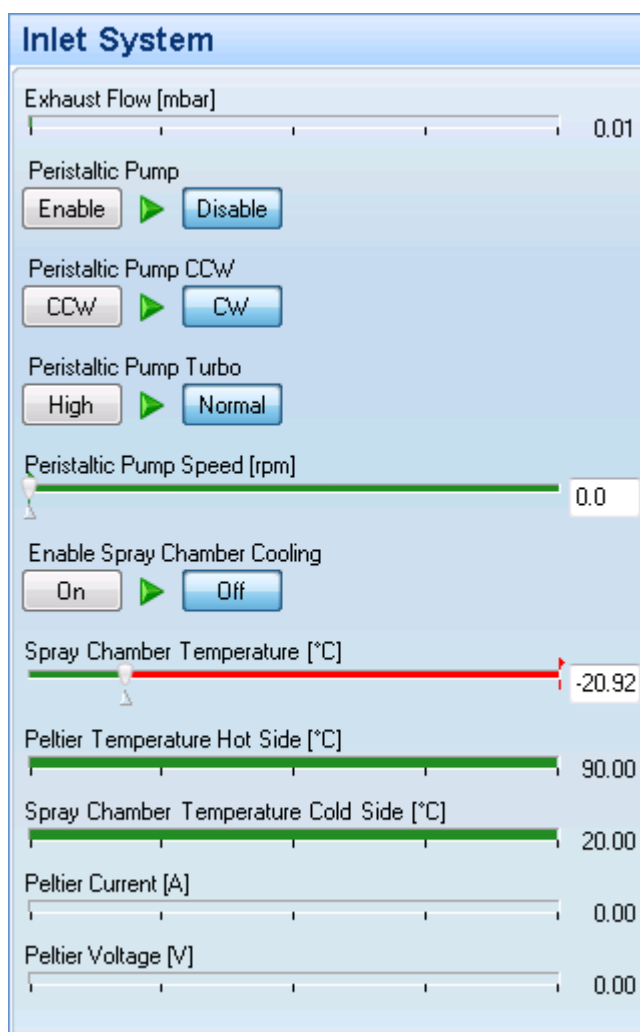 Inlet System
Exhaust Flow [mbar]
0.01
Peristaltic Pump
Enable Disable
Peristaltic Pump CCW
CCW CW
Peristaltic Pump Turbo
High Normal
Peristaltic Pump Speed [rpm]
0.0
Enable Spray Chamber Cooling
On Off
Spray Chamber Temperature [°C]
-20.92
Peltier Temperature Hot Side [°C]
90.00
Spray Chamber Temperature Cold Side [°C]
20.00
Peltier Current [A]
0.00
Peltier Voltage [V]
0.00